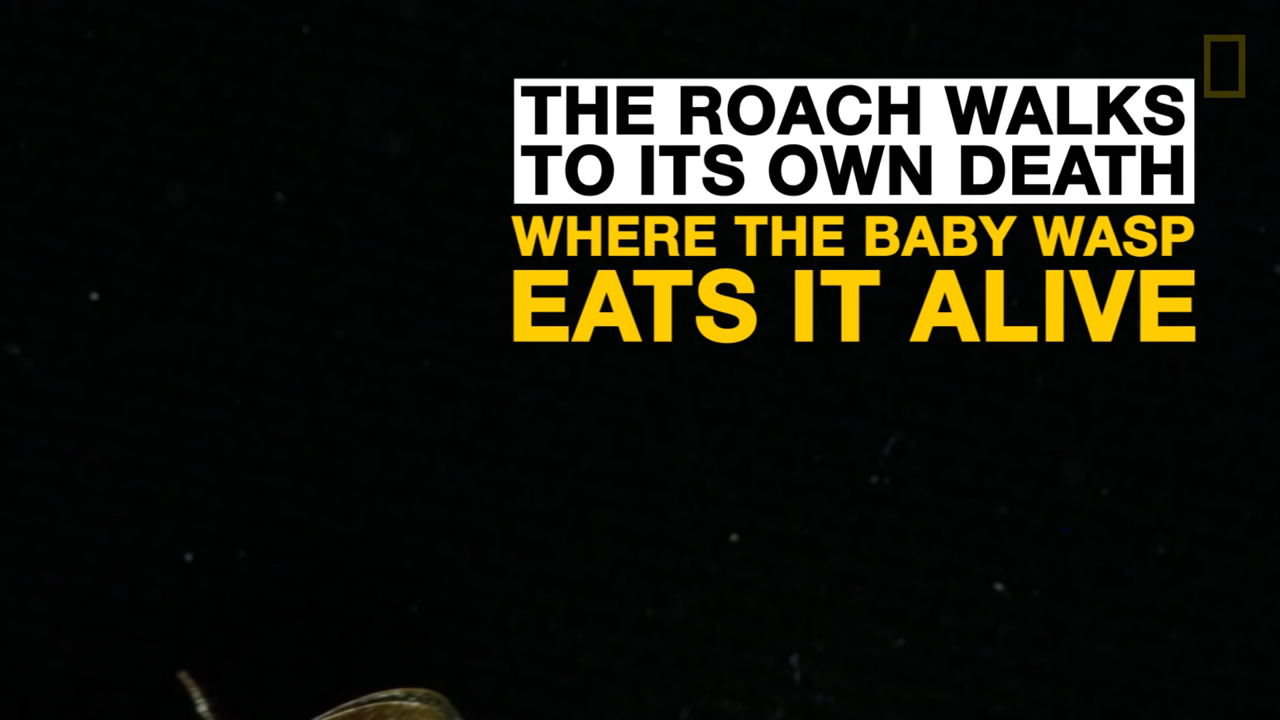 THE ROACH WALKS
TO ITS OWN DEATH
WHERE THE BABY WASP
EATS IT ALIVE